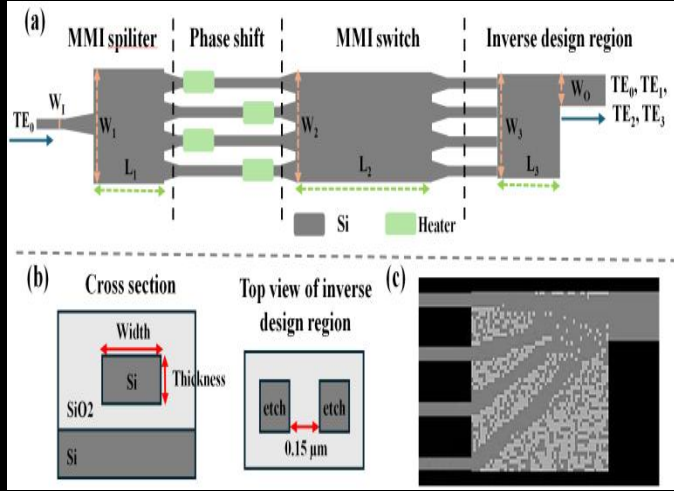 (a)
MMI spiliter
Phase shift
MMI switch
Inverse design region
TE0
WI
W1
L1
W2
L2
W3
L3
WO
TE0, TE1,
TE2, TE3
Si
Heater
(b)
Cross section
Width
Si
Thickness
SiO2
Si
Top view of inverse
design region
etch
etch
0.15 μm
(c)